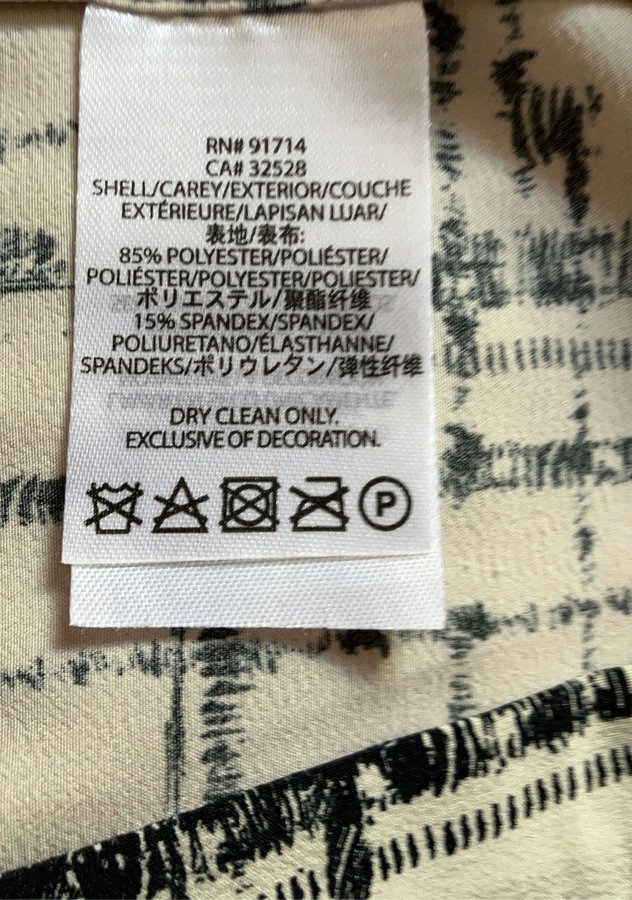 RN# 91714
CA# 32528
SHELL/CAREY/EXTERIOR/COUCHE
EXTÉRIEURE/LAPISAN LUAR/
表地/表布:
85% POLYESTER/POLIÉSTER/
POLIÉSTER/POLYESTER/POLIESTER/
ポリエステル/聚酯纤维
15% SPANDEX/SPANDEX/
POLIURETANO/ÉLASTHANNE/
SPANDEKS/ポリウレタン/弹性纤维
DRY CLEAN ONLY.
EXCLUSIVE OF DECORATION.
P